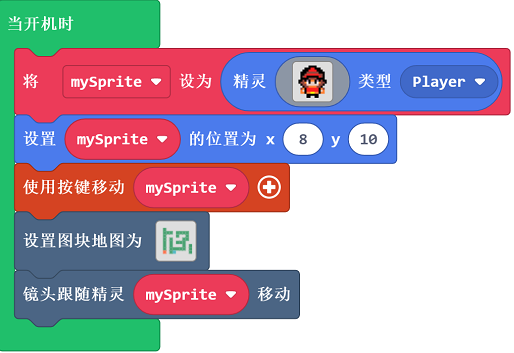 当开机时
将 mySprite 设为 精灵 类型 Player
设置 mySprite 的位置为 x 8 y 10
使用按键移动 mySprite
设置图块地图为
镜头跟随精灵 mySprite 移动